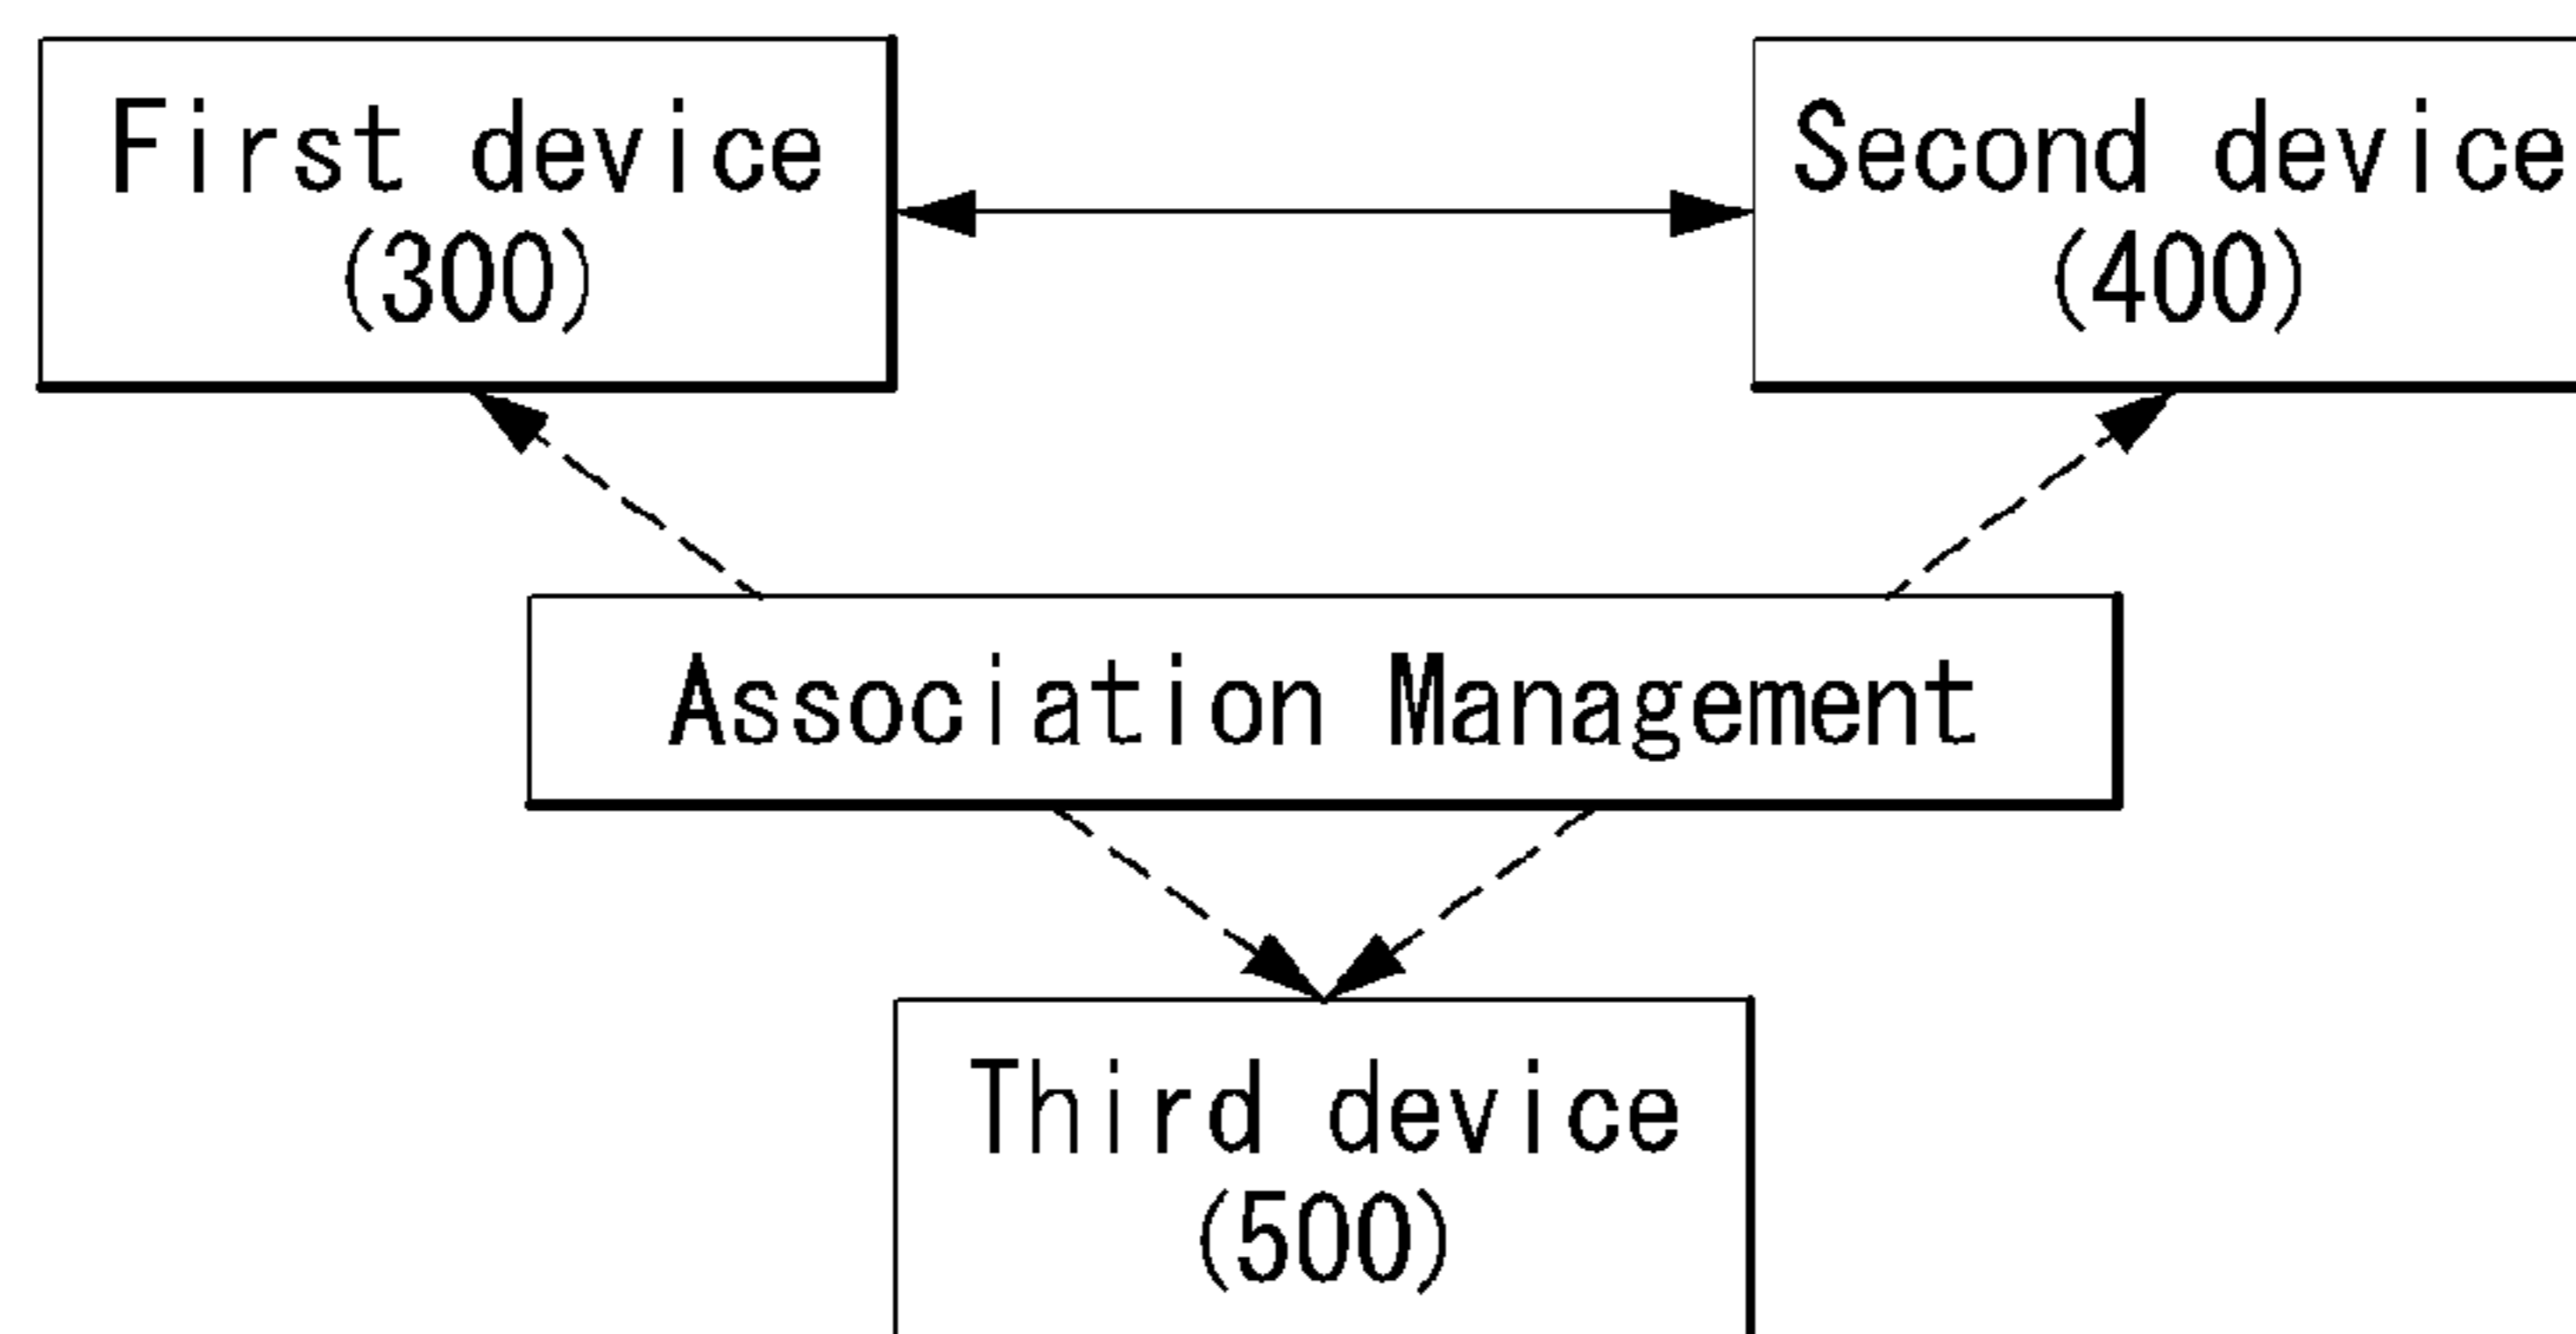 First device
(300)
Second device
(400)
Association Management
Third device
(500)